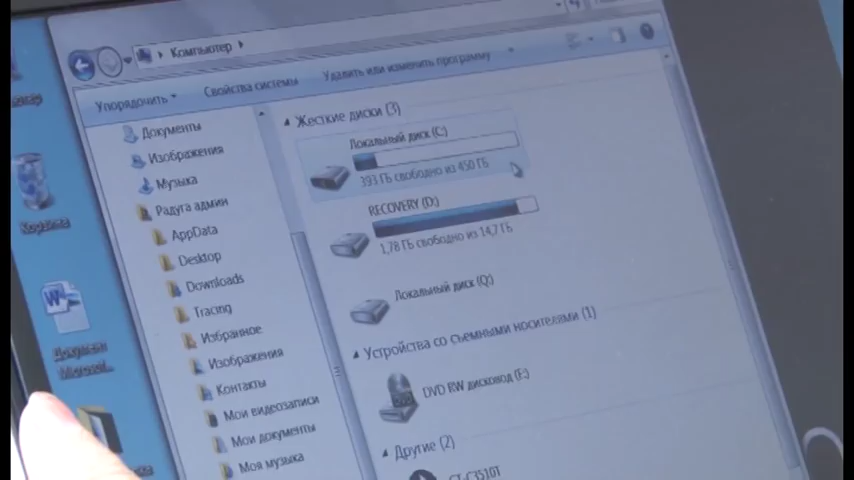 Компьютер
Упорядочить
Свойства системы
Удалить или изменить программу
Документы
Изображения
Музыка
Радуга админ
AppData
Desktop
Downloads
Tracing
Избранное
Изображения
Контакты
Мои видеозаписи
Мои документы
Моя музыка
Жесткие диски (3)
Локальный диск (C:)
393 ГБ свободно из 450 ГБ
RECOVERY (D:)
1,78 ГБ свободно из 14,7 ГБ
Локальный диск (Q:)
Устройства со съемными носителями (1)
DVD RW дисковод (E:)
Другие (2)
Корзина
Документ
Microsof...